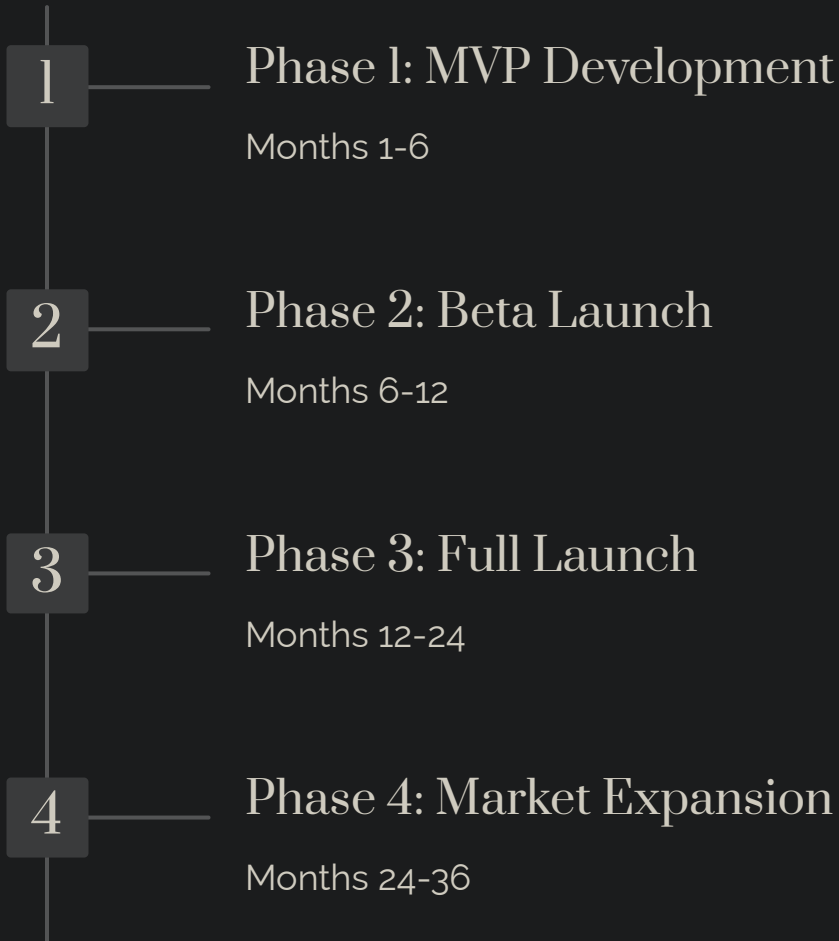 1
Phase 1: MVP Development
Months 1-6
2
Phase 2: Beta Launch
Months 6-12
3
Phase 3: Full Launch
Months 12-24
4
Phase 4: Market Expansion
Months 24-36